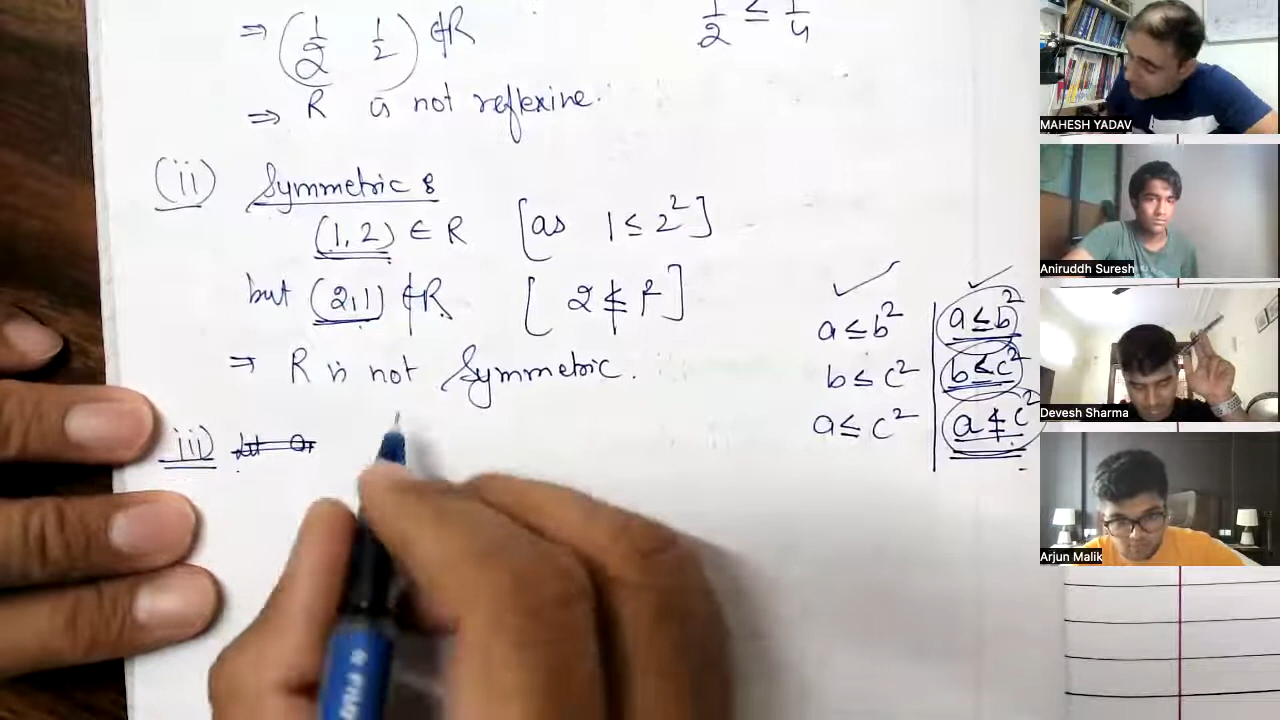 ⇒ (1/2 1/2) ∉ R
1/2 ≤ 1/4
⇒ R is not reflexive.
(ii) Symmetric :
(1, 2) ∈ R [as 1 ≤ 2²]
but (2, 1) ∉ R [2 ≰ 1²]
⇒ R is not Symmetric.
iii)
a ≤ b²
b ≤ c²
a ≤ c²
a ≤ b²
b ≤ c²
a ≰ c²
MAHESH YADAV
Aniruddh Suresh
Devesh Sharma
Arjun Malik